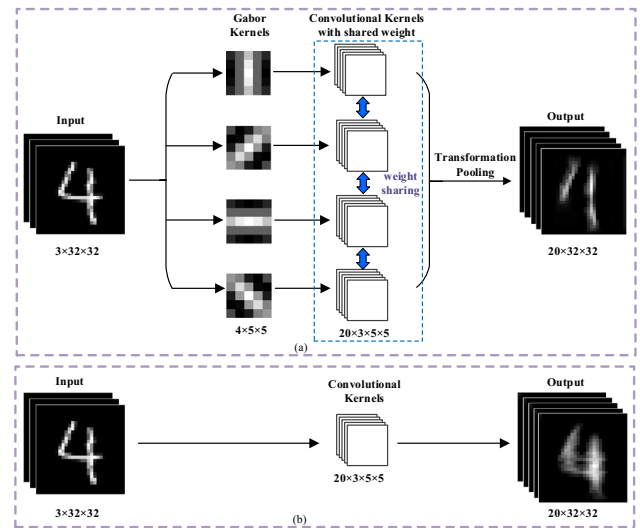 Gabor
Kernels
Convolutional Kernels
with shared weight
Input
Output
Transformation
Pooling
weight
sharing
3×32×32
4×5×5
20×3×5×5
20×32×32
(a)
Input
Convolutional
Kernels
Output
3×32×32
20×3×5×5
20×32×32
(b)